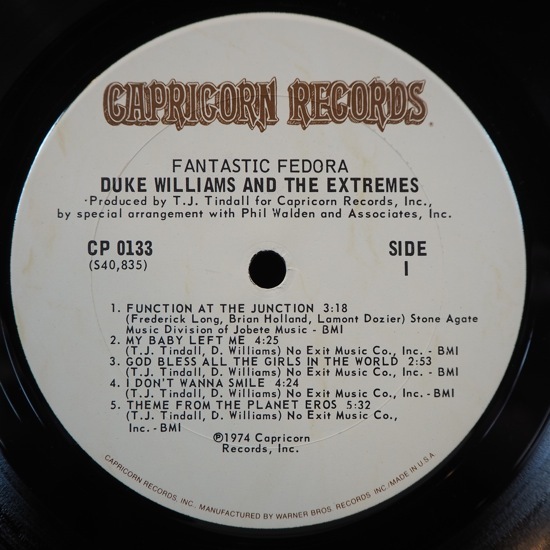 CAPRICORN RECORDS.
FANTASTIC FEDORA
DUKE WILLIAMS AND THE EXTREMES
·Produced by T.J. Tindall for Capricorn Records, Inc.,
by special arrangement with Phil Walden and Associates, Inc.
CP 0133
(S40,835)
SIDE
1
1. FUNCTION AT THE JUNCTION 3:18
(Frederick Long, Brian Holland, Lamont Dozier) Stone Agate
Music Division of Jobete Music - BMI
2. MY BABY LEFT ME 4:25
(T.J. Tindall, D. Williams) No Exit Music Co., Inc. - BMI
3. GOD BLESS ALL THE GIRLS IN THE WORLD 2:53
(T.J. Tindall, D. Williams) No Exit Music Co., Inc. - BMI
4. I DON'T WANNA SMILE 4:24
(T.J. Tindall, D. Williams) No Exit Music Co., Inc. - BMI
5. THEME FROM THE PLANET EROS 5:32
(T.J. Tindall, D. Williams) No Exit Music Co.,
Inc. - BMI
℗1974 Capricorn
Records, Inc.
CAPRICORN RECORDS, INC., MANUFACTURED BY WARNER BROS. RECORDS INC./MADE IN U.S.A.